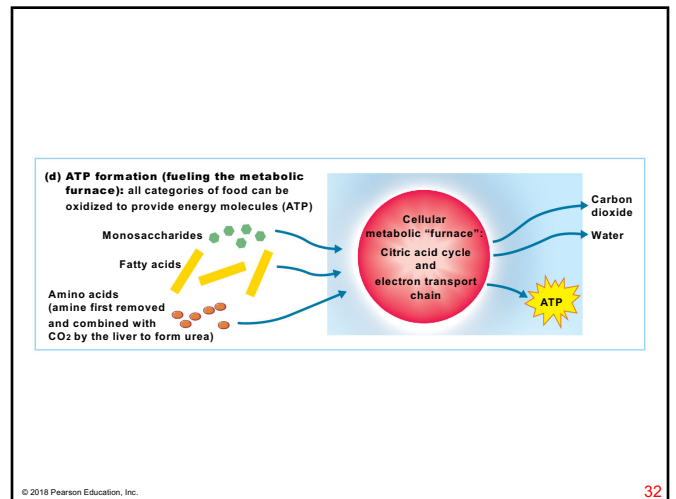 (d) ATP formation (fueling the metabolic
furnace): all categories of food can be
oxidized to provide energy molecules (ATP)
Monosaccharides
Fatty acids
Amino acids
(amine first removed
and combined with
CO2 by the liver to form urea)
Cellular
metabolic “furnace”:
Citric acid cycle
and
electron transport
chain
Carbon
dioxide
Water
ATP
© 2018 Pearson Education, Inc.
32